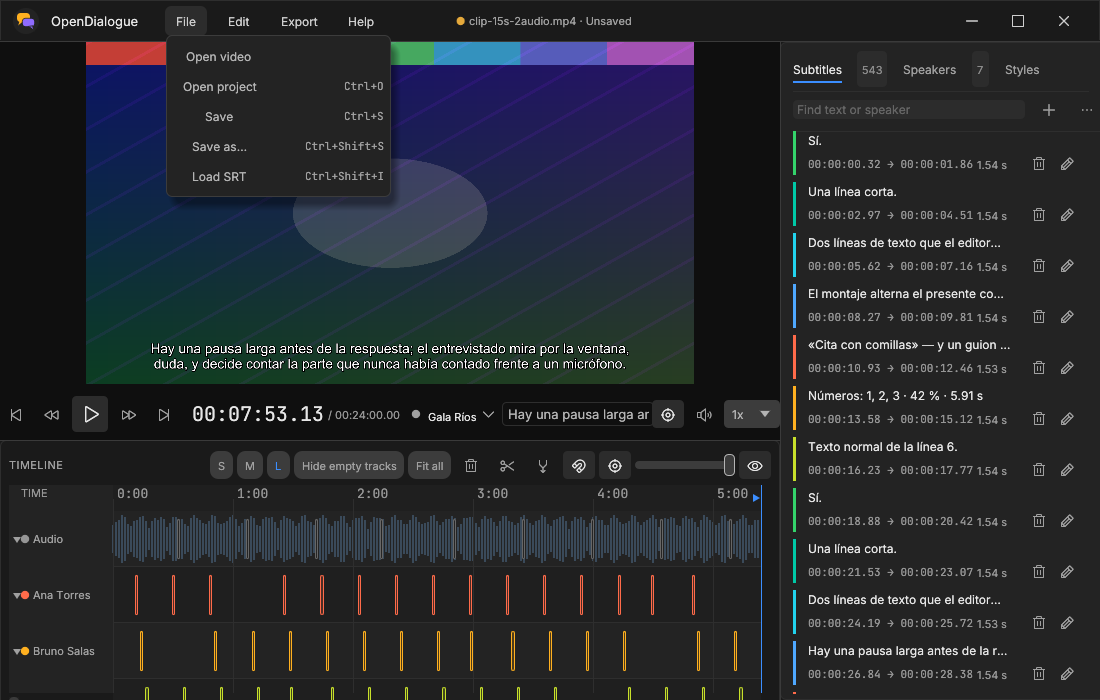 OpenDialogue
File
Edit
Export
Help
clip-15s-2audio.mp4 · Unsaved
Open video
Open project Ctrl+O
Save Ctrl+S
Save as... Ctrl+Shift+S
Load SRT Ctrl+Shift+I
Hay una pausa larga antes de la respuesta; el entrevistado mira por la ventana,
duda, y decide contar la parte que nunca había contado frente a un micrófono.
00:07:53.13 / 00:24:00.00
Gala Ríos
Hay una pausa larga ar
1x
TIMELINE
S
M
L
Hide empty tracks
Fit all
TIME
0:00 1:00 2:00 3:00 4:00 5:00
Audio
Ana Torres
Bruno Salas
Subtitles 543 Speakers 7 Styles
Find text or speaker
Sí.
00:00:00.32 → 00:00:01.86 1.54 s
Una línea corta.
00:00:02.97 → 00:00:04.51 1.54 s
Dos líneas de texto que el editor...
00:00:05.62 → 00:00:07.16 1.54 s
El montaje alterna el presente co...
00:00:08.27 → 00:00:09.81 1.54 s
«Cita con comillas» — y un guion ...
00:00:10.93 → 00:00:12.46 1.53 s
Números: 1, 2, 3 · 42 % · 5.91 s
00:00:13.58 → 00:00:15.12 1.54 s
Texto normal de la línea 6.
00:00:16.23 → 00:00:17.77 1.54 s
Sí.
00:00:18.88 → 00:00:20.42 1.54 s
Una línea corta.
00:00:21.53 → 00:00:23.07 1.54 s
Dos líneas de texto que el editor...
00:00:24.19 → 00:00:25.72 1.53 s
Hay una pausa larga antes de la r...
00:00:26.84 → 00:00:28.38 1.54 s